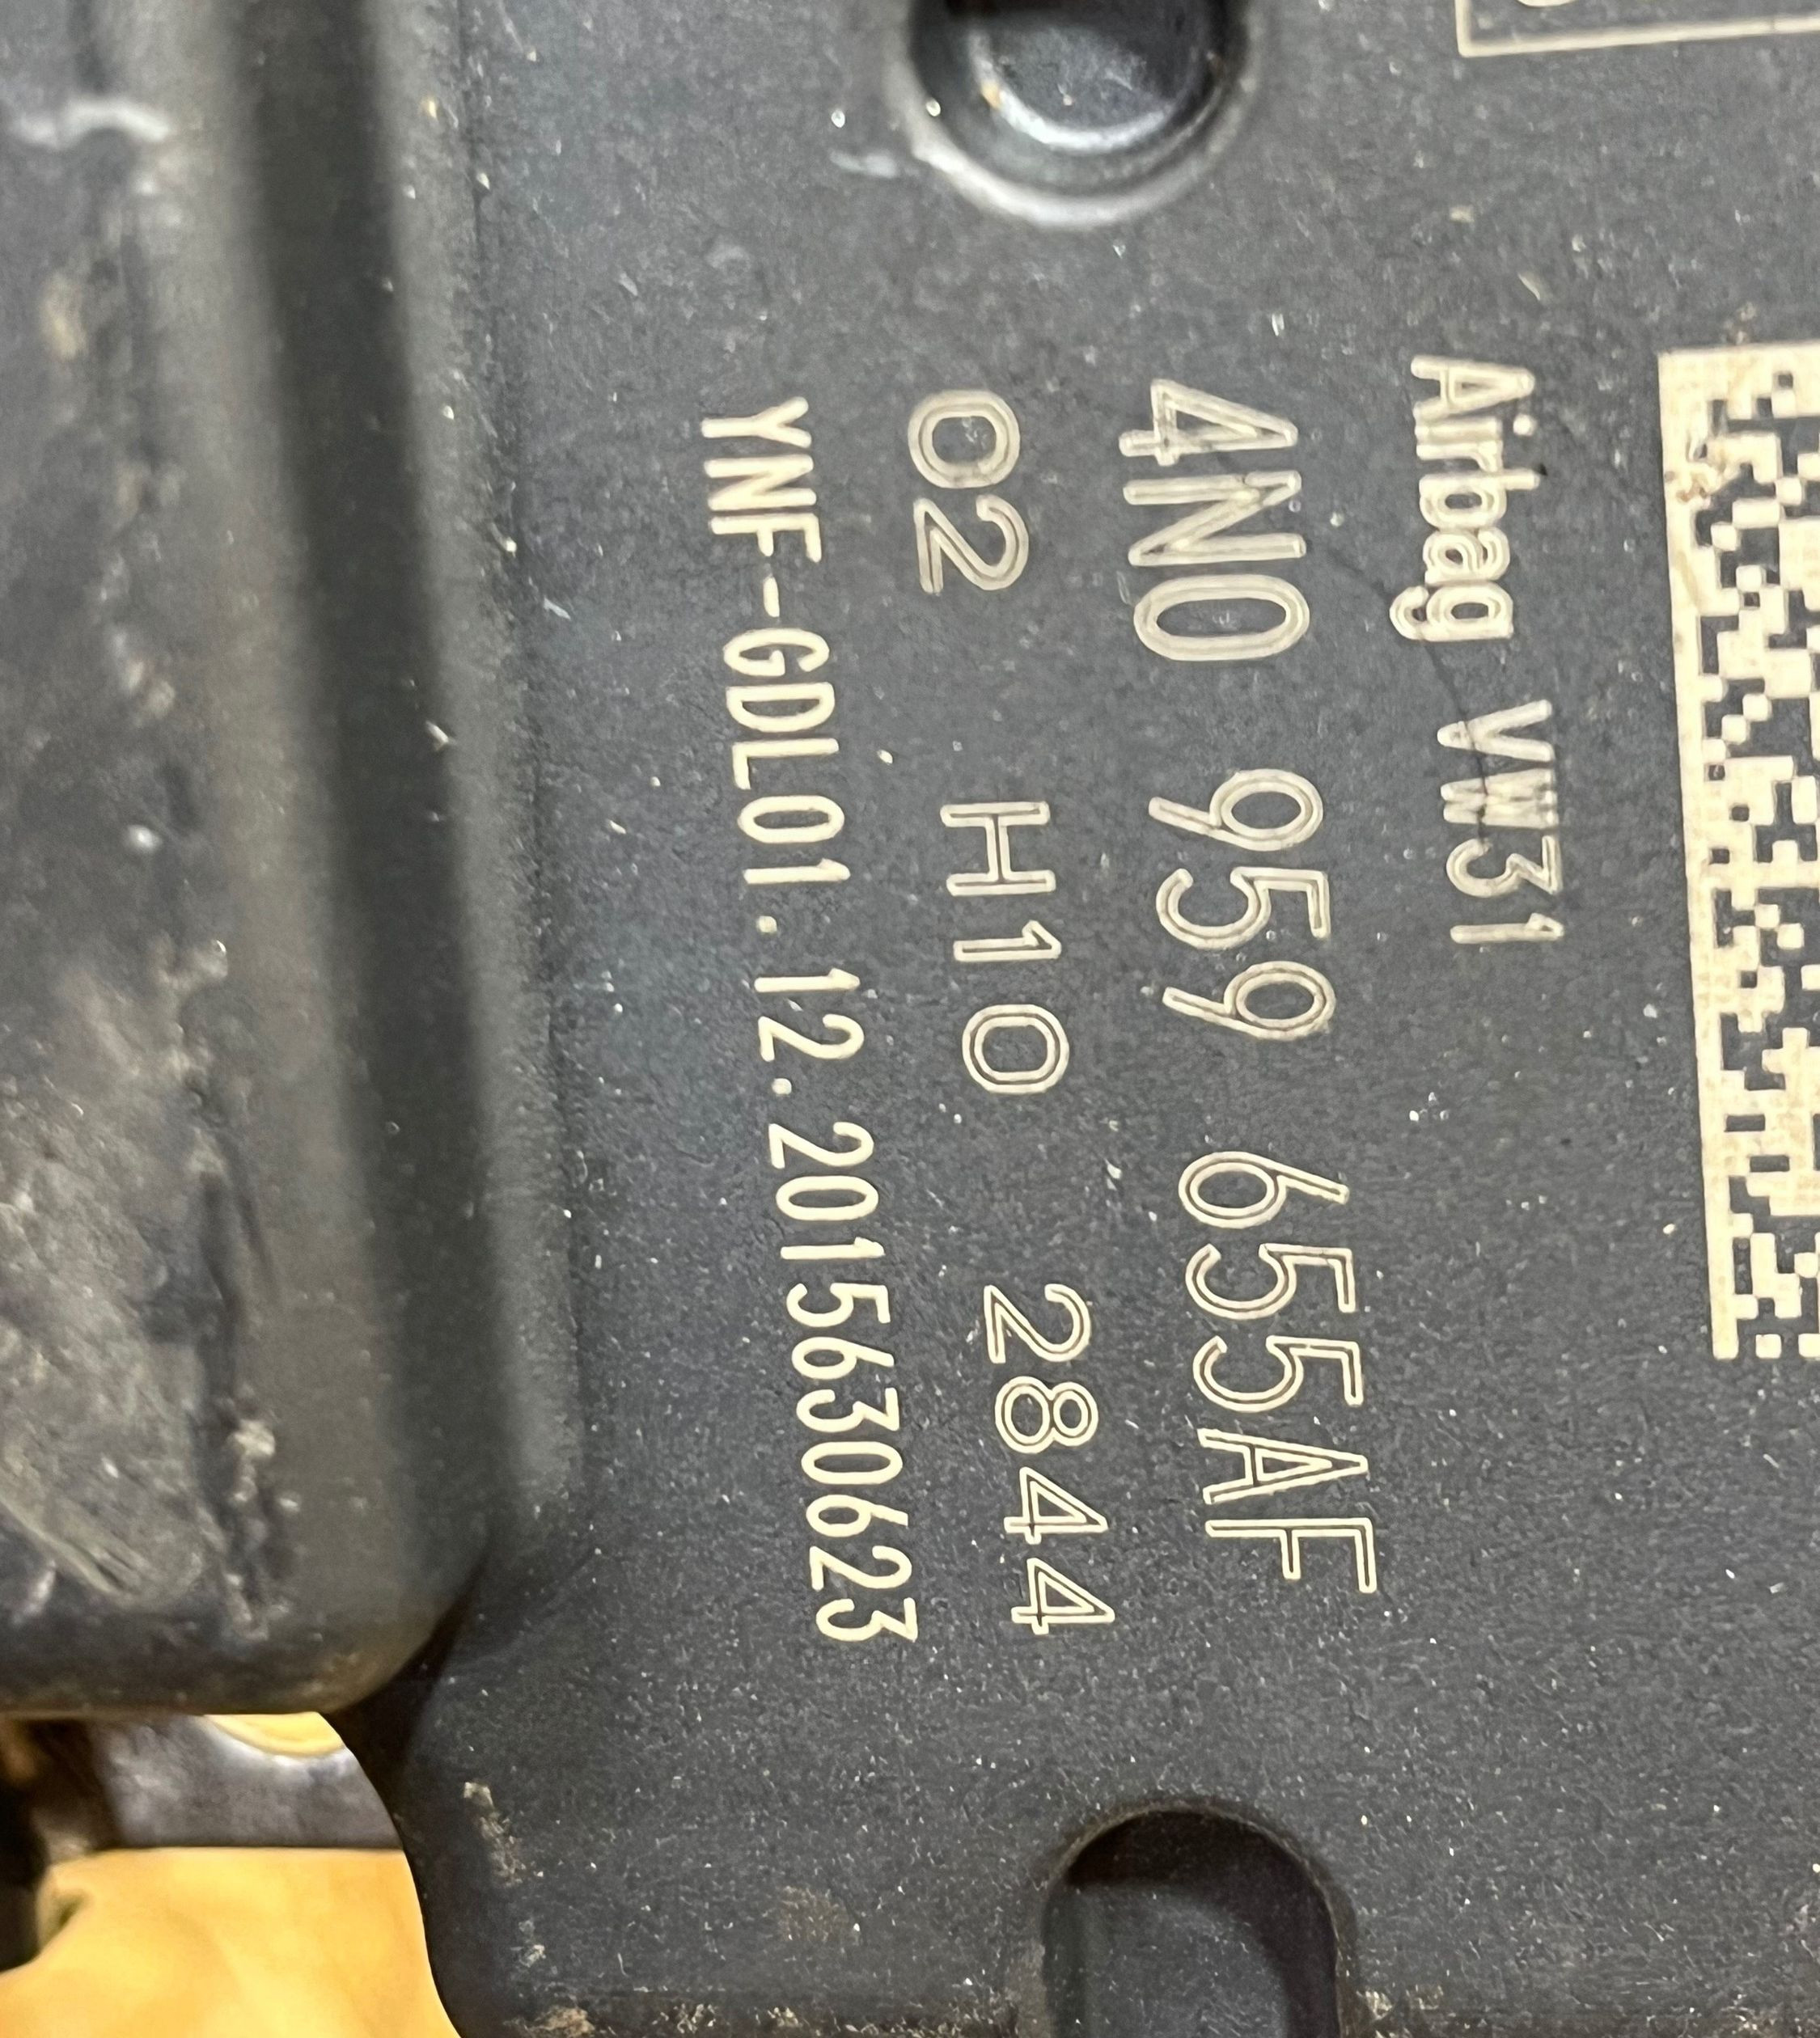 Airbag VW31
4N0 959 655AF
02 H10 2844
YNF-GDL01.12.2015630623